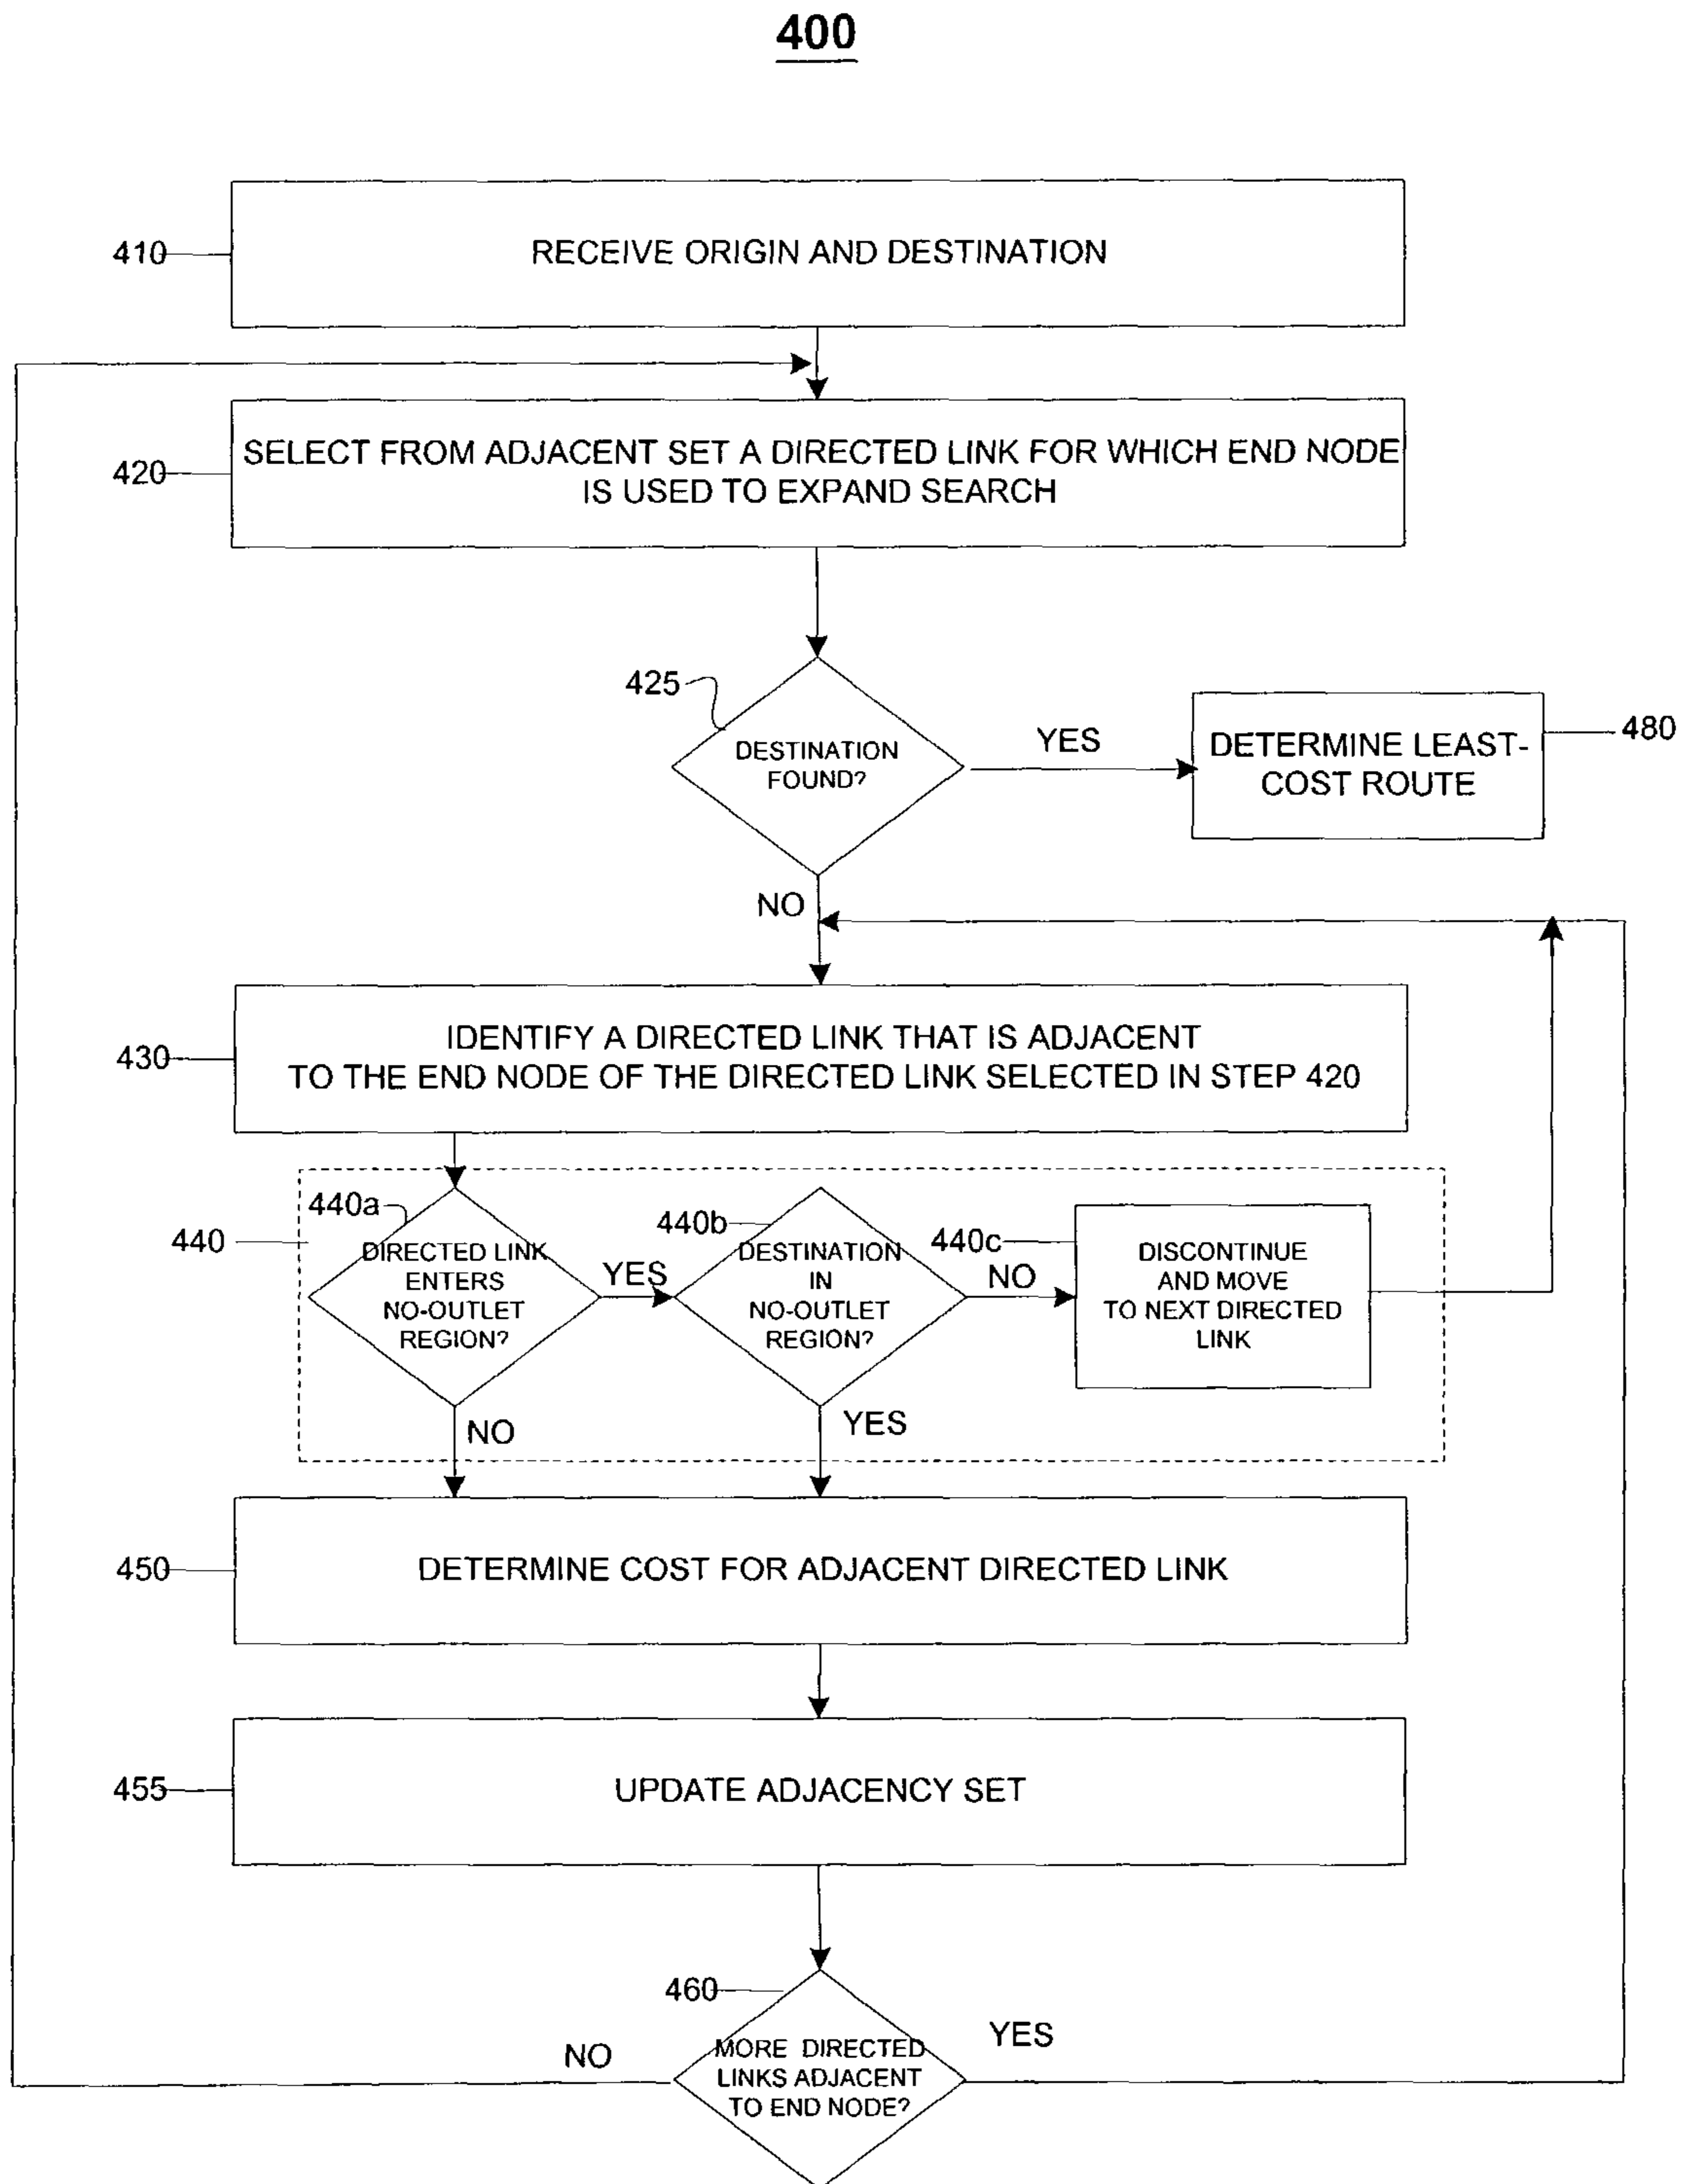 400
410
RECEIVE ORIGIN AND DESTINATION
420
SELECT FROM ADJACENT SET A DIRECTED LINK FOR WHICH END NODE
IS USED TO EXPAND SEARCH
425
DESTINATION
FOUND?
YES
DETERMINE LEAST-
COST ROUTE
480
NO
430
IDENTIFY A DIRECTED LINK THAT IS ADJACENT
TO THE END NODE OF THE DIRECTED LINK SELECTED IN STEP 420
440
440a
DIRECTED LINK
ENTERS
NO-OUTLET
REGION?
YES
440b
DESTINATION
IN
NO-OUTLET
REGION?
NO
440c
DISCONTINUE
AND MOVE
TO NEXT DIRECTED
LINK
NO
YES
450
DETERMINE COST FOR ADJACENT DIRECTED LINK
455
UPDATE ADJACENCY SET
460
MORE DIRECTED
LINKS ADJACENT
TO END NODE?
NO
YES